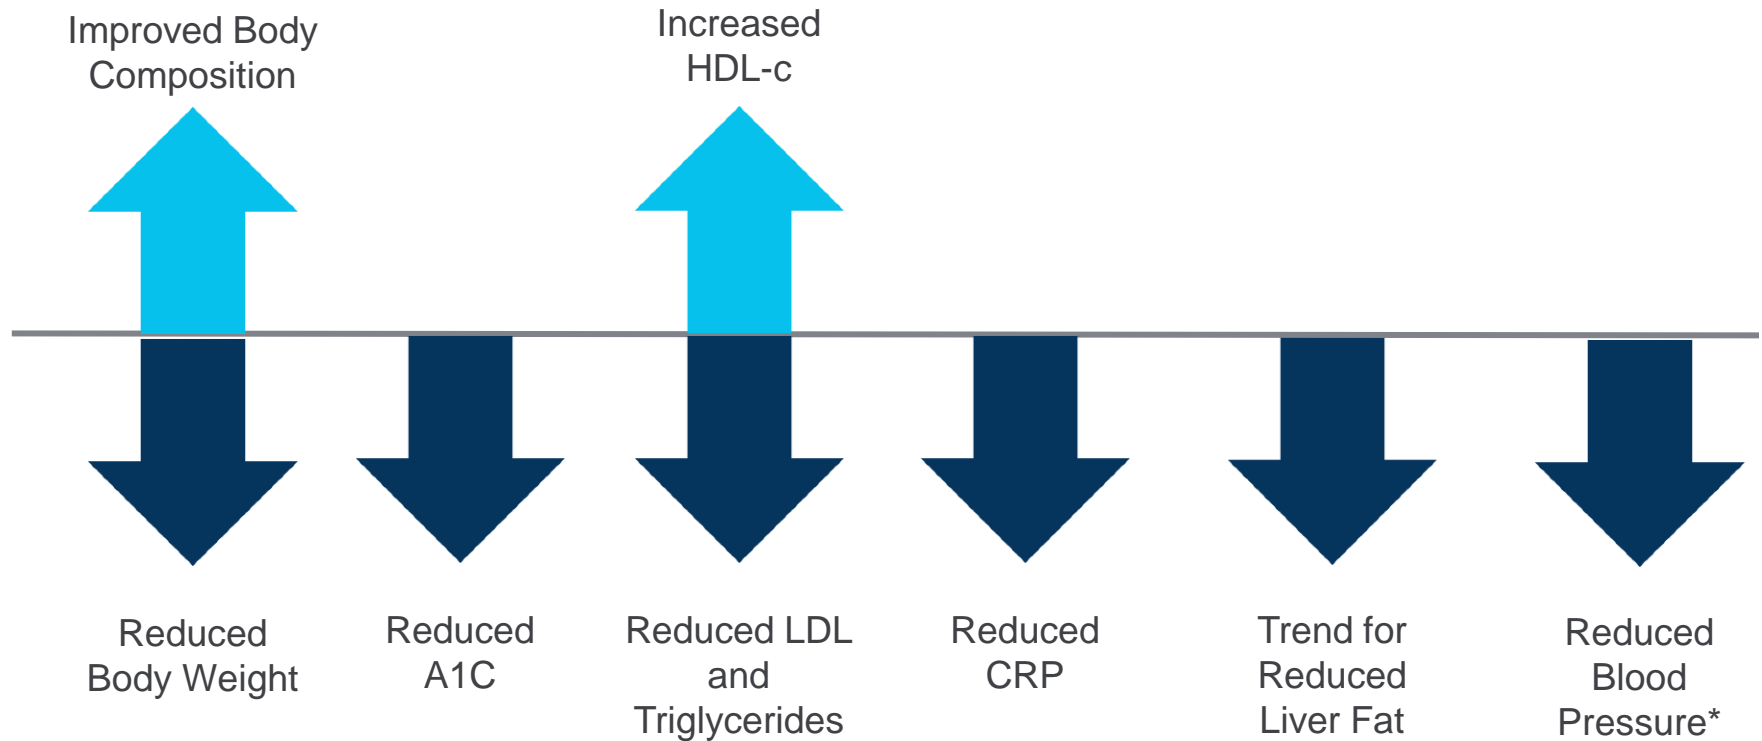 Improved Body
Composition
Increased
HDL-c
Reduced
Body Weight
Reduced
A1C
Reduced LDL
and
Triglycerides
Reduced
CRP
Trend for
Reduced
Liver Fat
Reduced
Blood
Pressure*